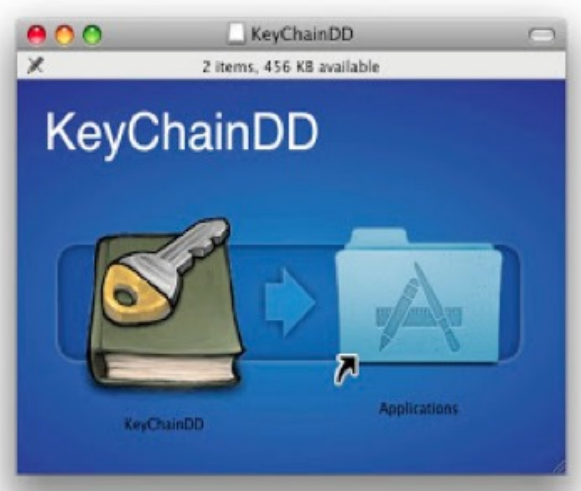 KeyChainDD
2 items, 456 KB available
KeyChainDD
KeyChainDD
Applications